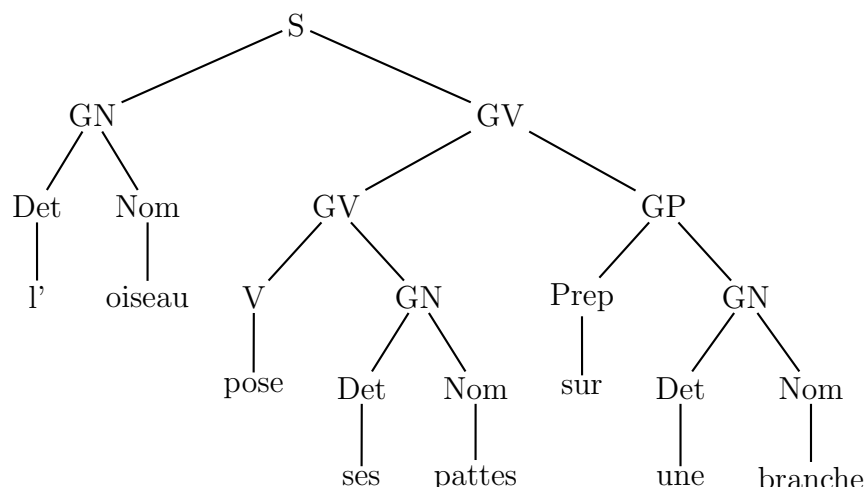 S
GN GV
Det Nom GV GP
l' oiseau V GN Prep GN
pose Det Nom sur Det Nom
ses pattes une branche